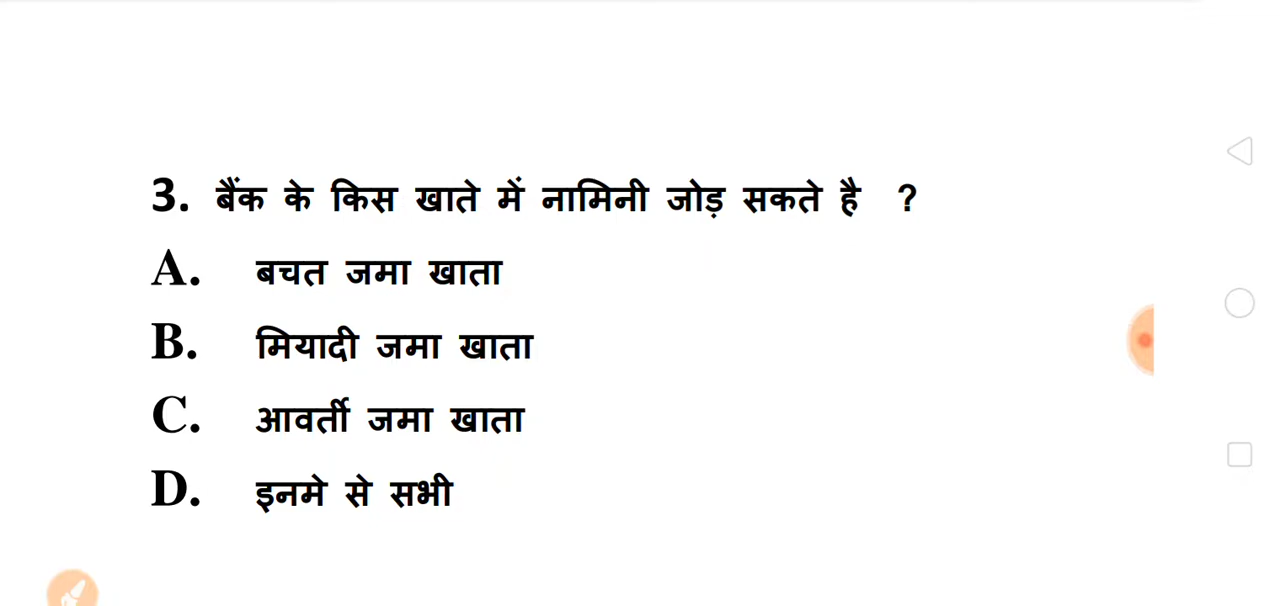 3. बैंक के किस खाते में नामिनी जोड़ सकते है ?
A. बचत जमा खाता
B. मियादी जमा खाता
C. आवर्ती जमा खाता
D. इनमे से सभी